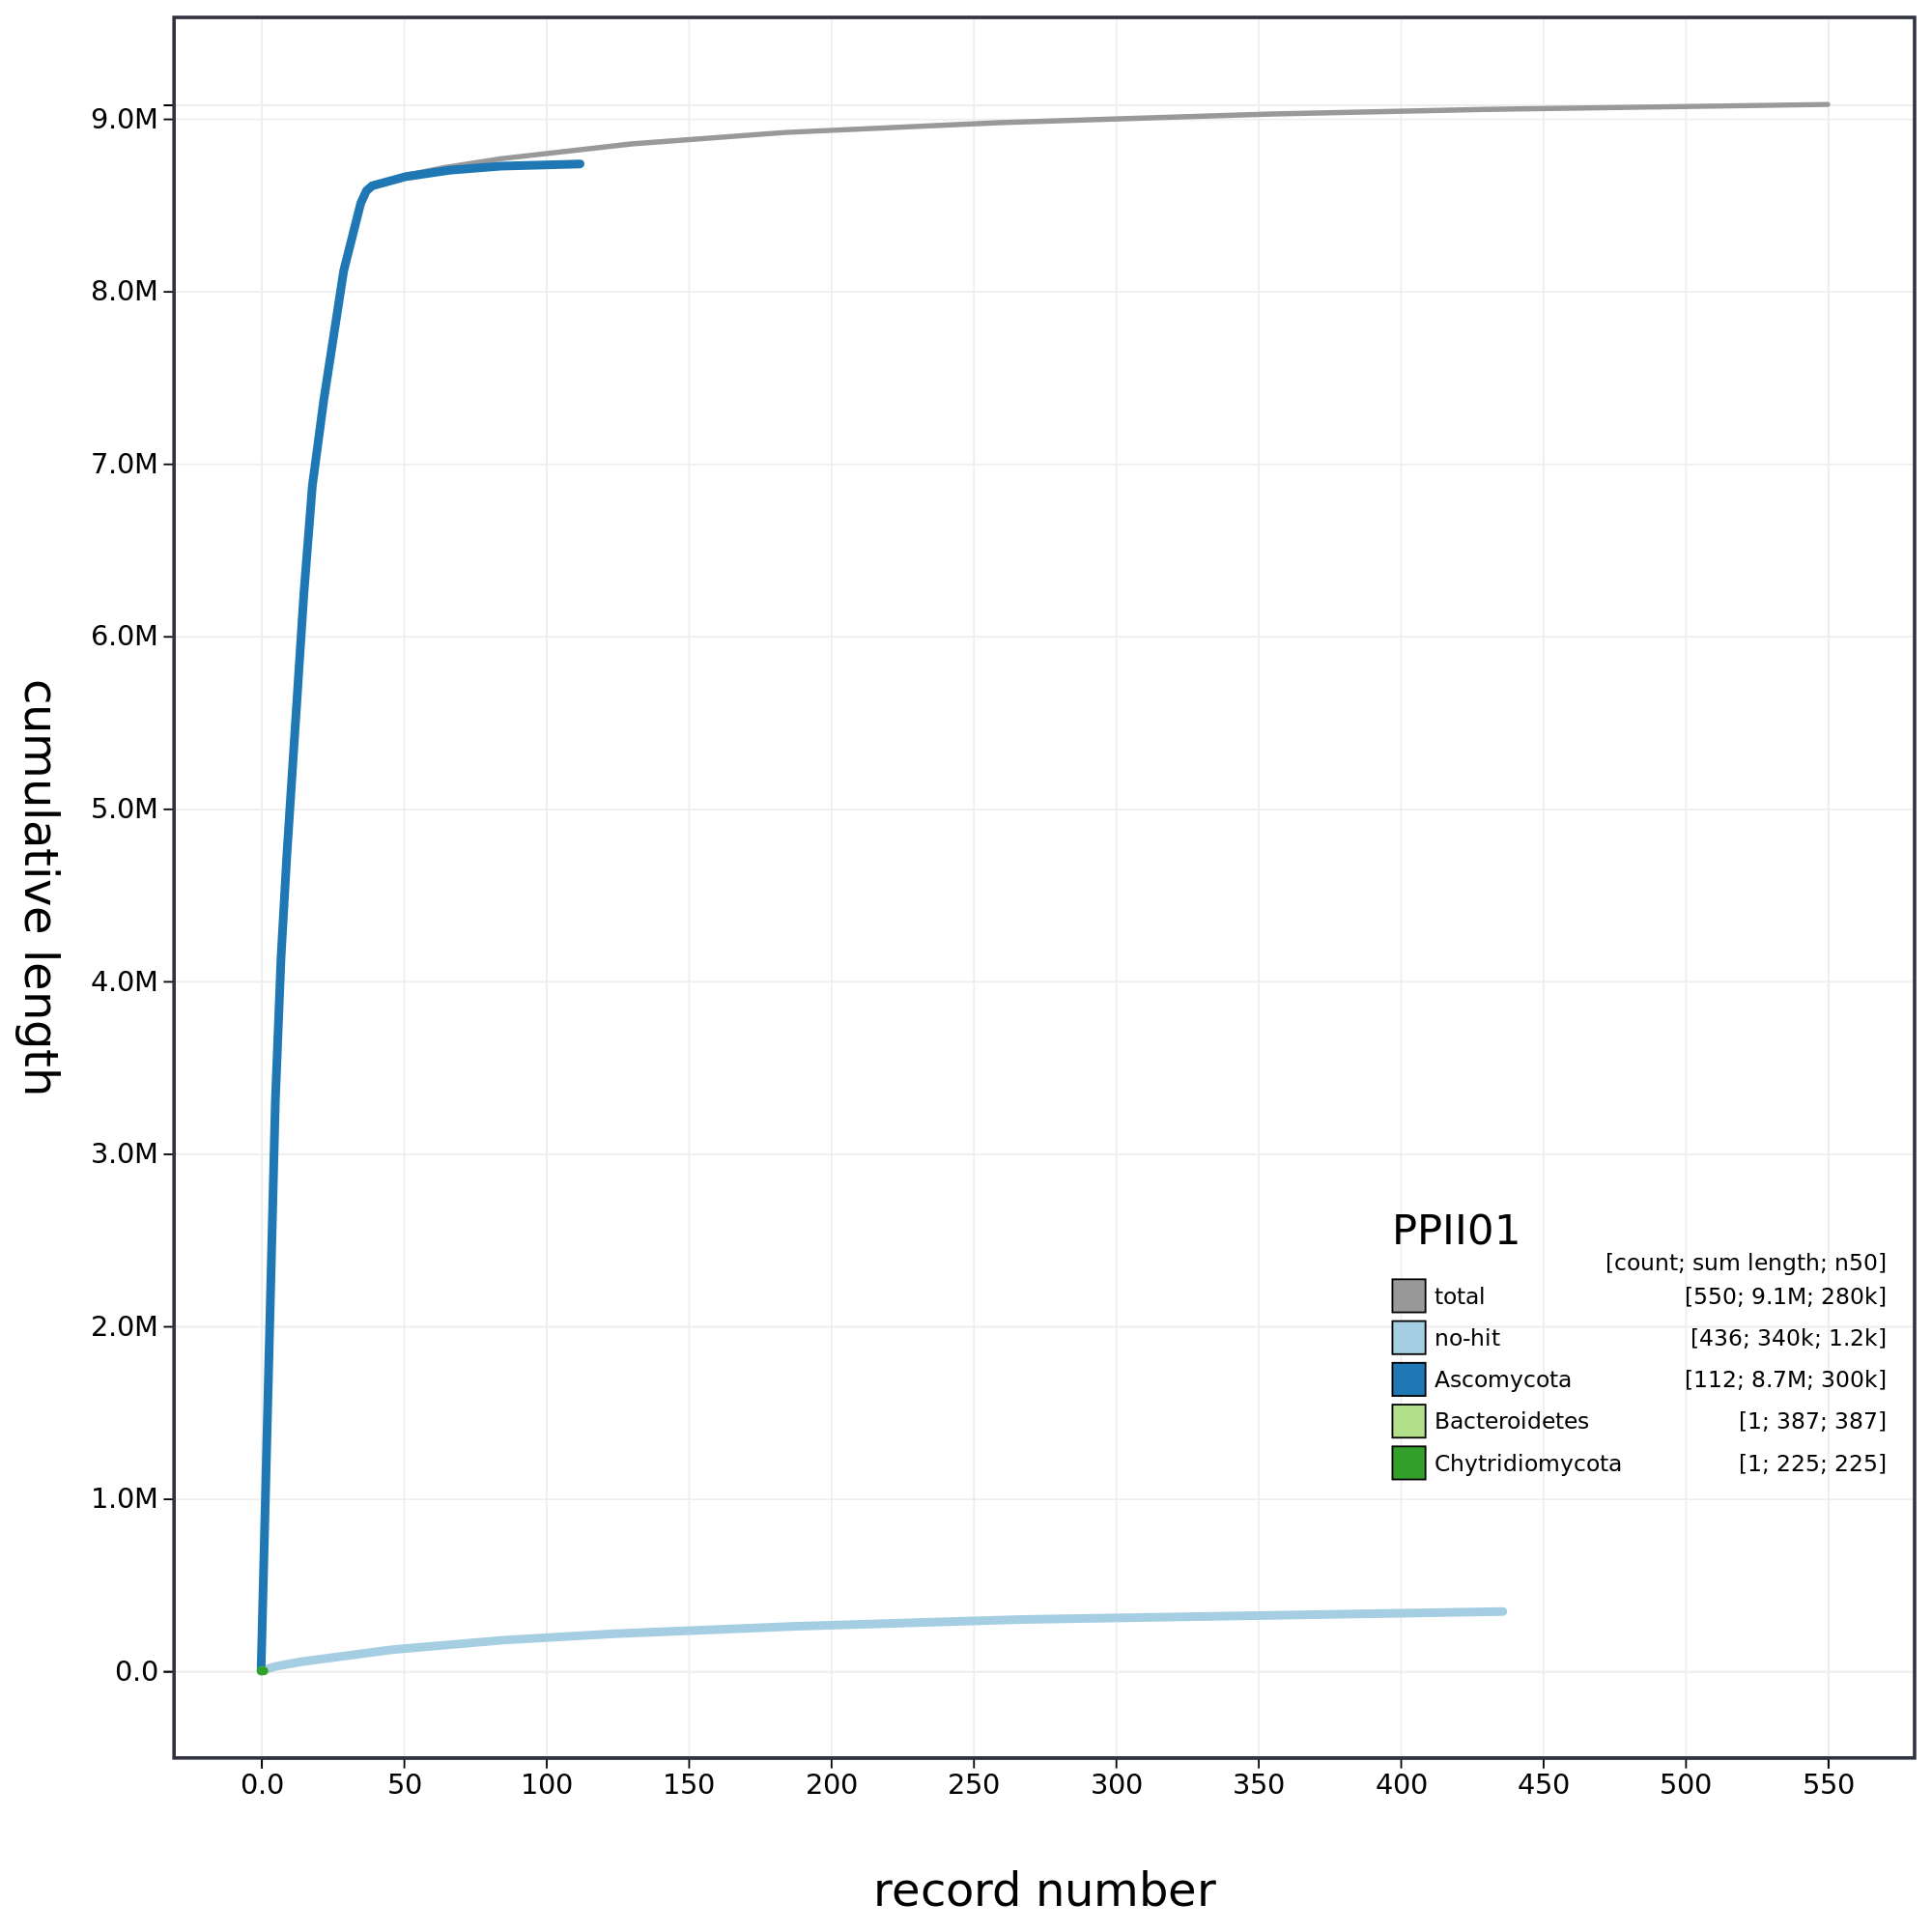 9.0M
8.0M
7.0M
6.0M
5.0M
4.0M
3.0M
2.0M
1.0M
0.0
cumulative length
PPII01
[count; sum length; n50]
total [550; 9.1M; 280k]
no-hit [436; 340k; 1.2k]
Ascomycota [112; 8.7M; 300k]
Bacteroidetes [1; 387; 387]
Chytridiomycota [1; 225; 225]
0.0 50 100 150 200 250 300 350 400 450 500 550
record number